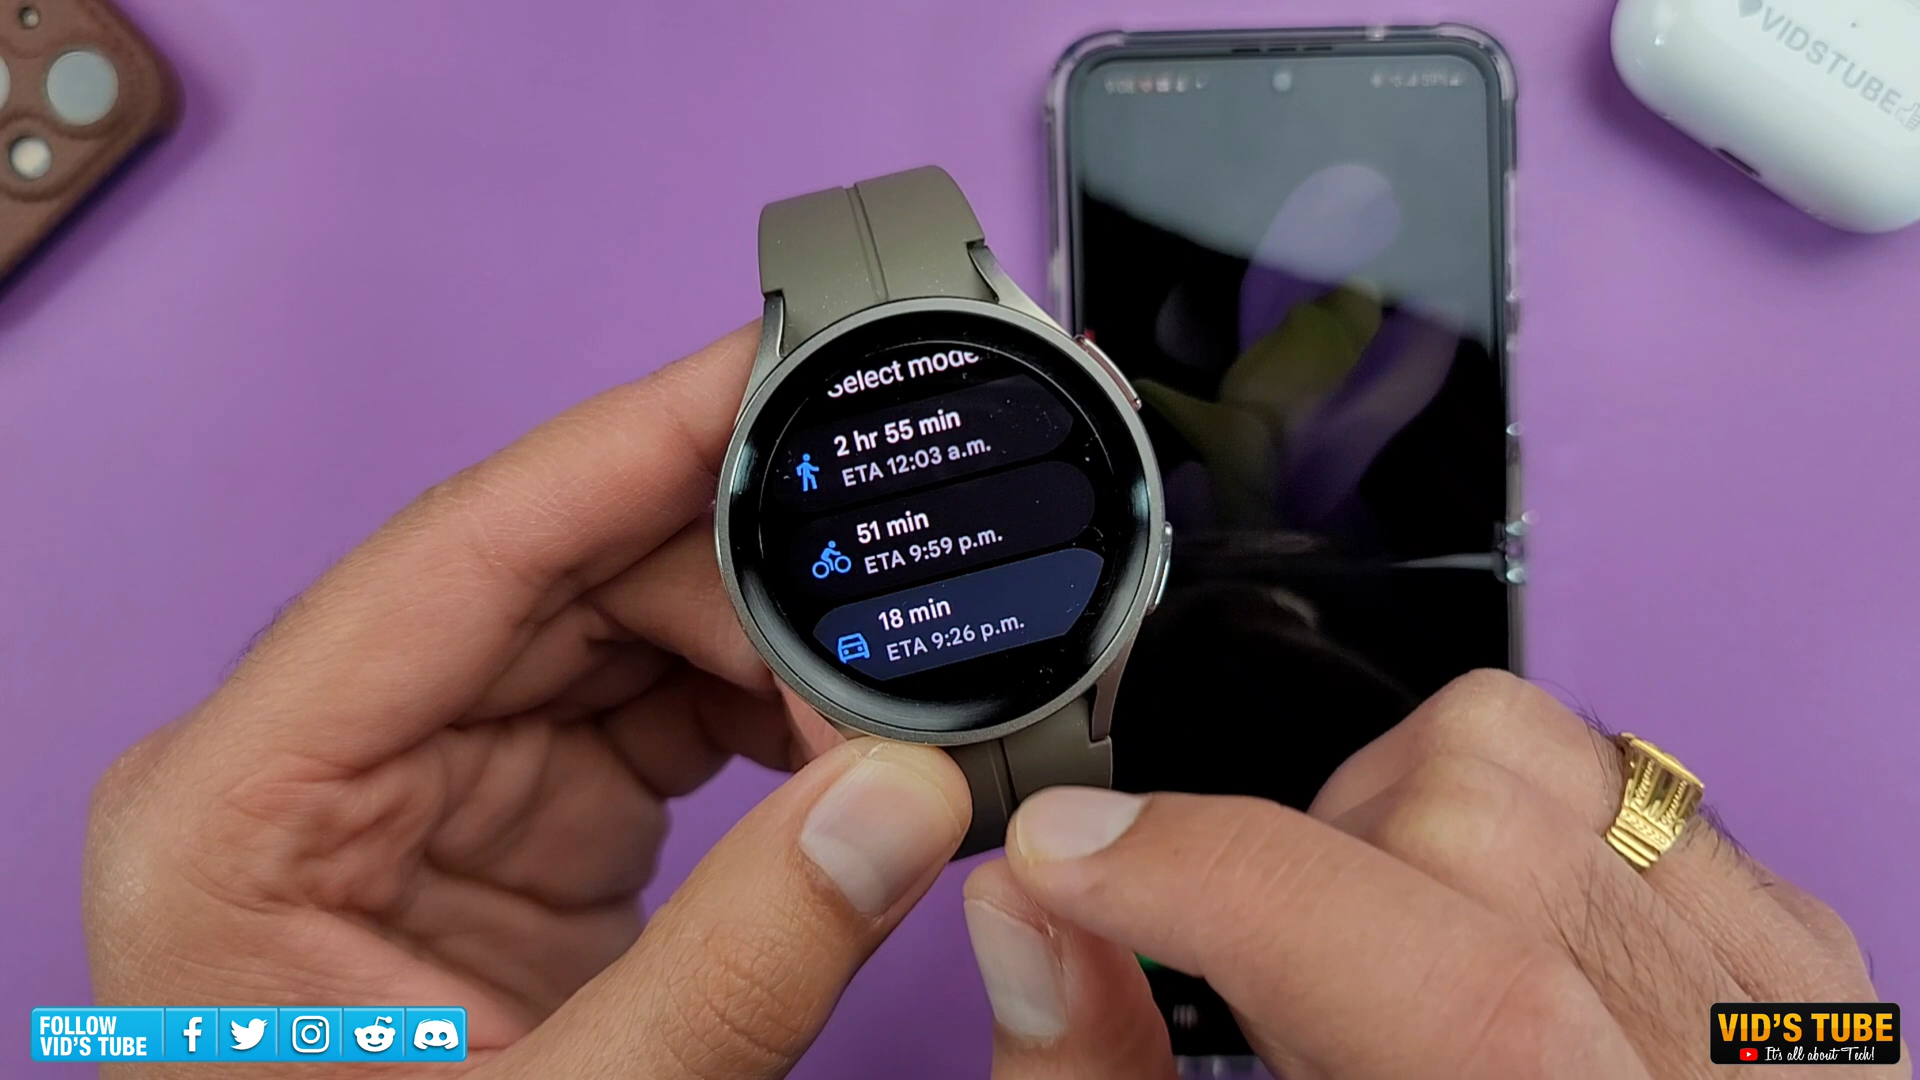 VIDSTUBE
Select mode
2 hr 55 min
ETA 12:03 a.m.
51 min
ETA 9:59 p.m.
18 min
ETA 9:26 p.m.
FOLLOW
VID'S TUBE
VID'S TUBE
It's all about Tech!